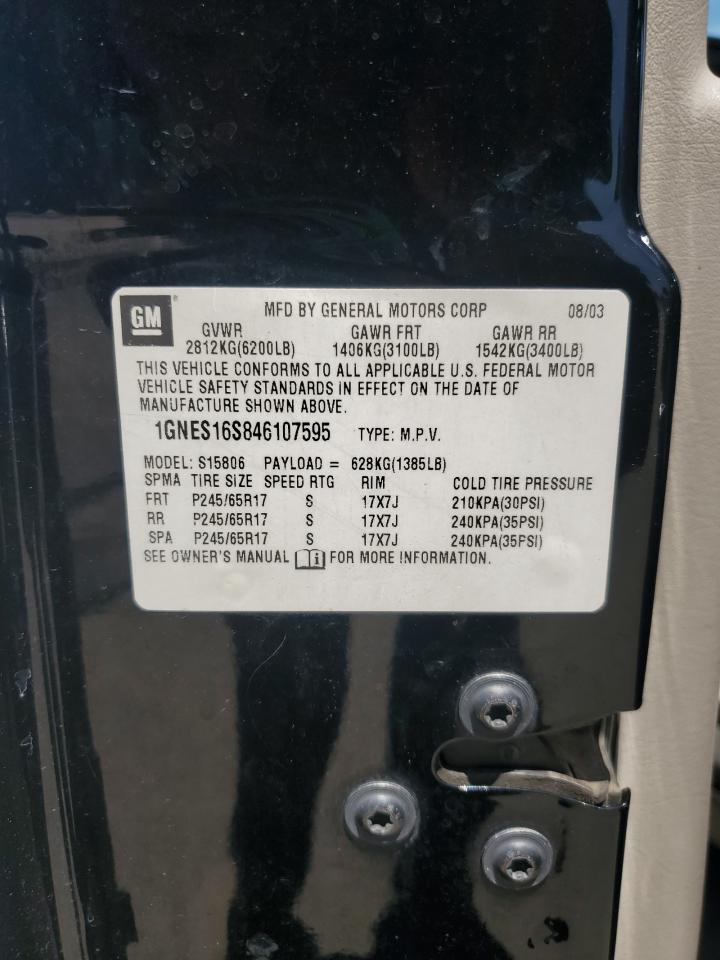 GM MFD BY GENERAL MOTORS CORP 08/03
GVWR GAWR FRT GAWR RR
2812KG(6200LB) 1406KG(3100LB) 1542KG(3400LB)
THIS VEHICLE CONFORMS TO ALL APPLICABLE U.S. FEDERAL MOTOR
VEHICLE SAFETY STANDARDS IN EFFECT ON THE DATE OF
MANUFACTURE SHOWN ABOVE.
1GNES16S846107595 TYPE: M.P.V.
MODEL: S15806 PAYLOAD = 628KG(1385LB)
SPMA TIRE SIZE SPEED RTG RIM COLD TIRE PRESSURE
FRT P245/65R17 S 17X7J 210KPA(30PSI)
RR P245/65R17 S 17X7J 240KPA(35PSI)
SPA P245/65R17 S 17X7J 240KPA(35PSI)
SEE OWNER'S MANUAL i FOR MORE INFORMATION.